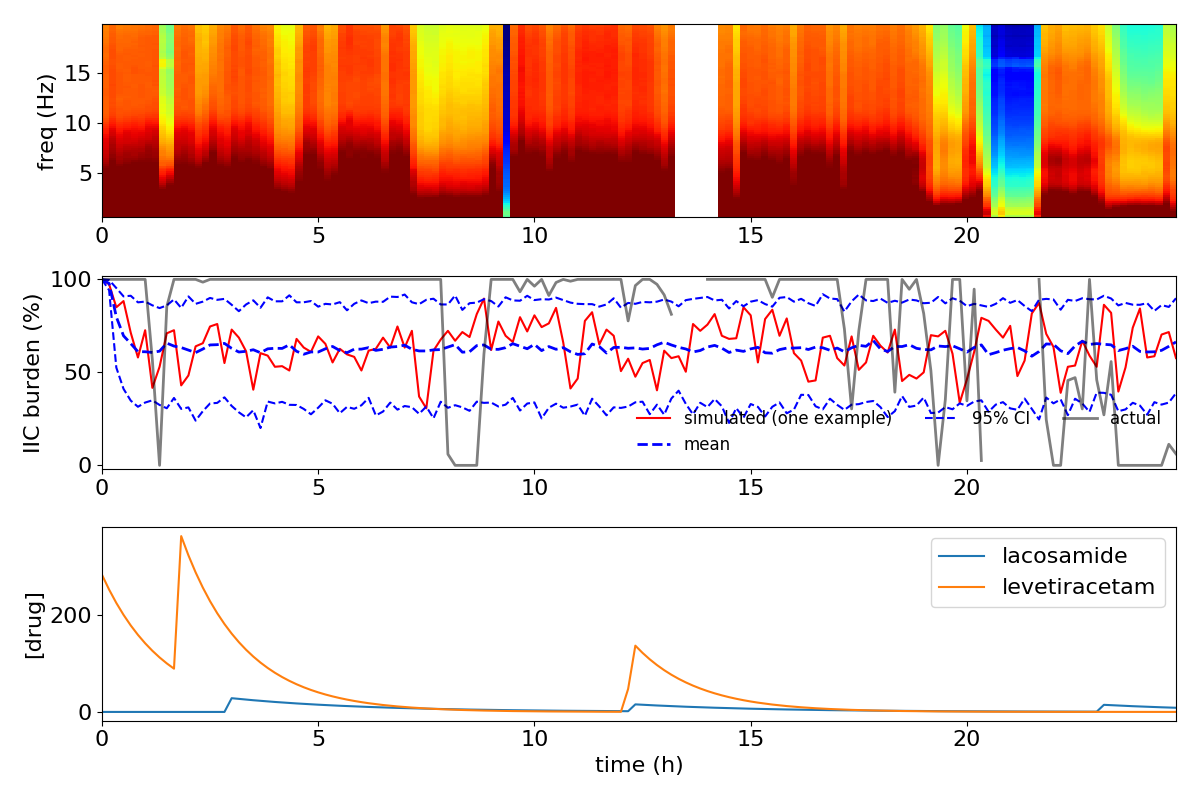 freq (Hz)
15
10
5
0 5 10 15 20
IIC burden (%)
100
50
0
simulated (one example) 95% CI actual
mean
0 5 10 15 20
[drug]
200
0
lacosamide
levetiracetam
0 5 10 15 20
time (h)